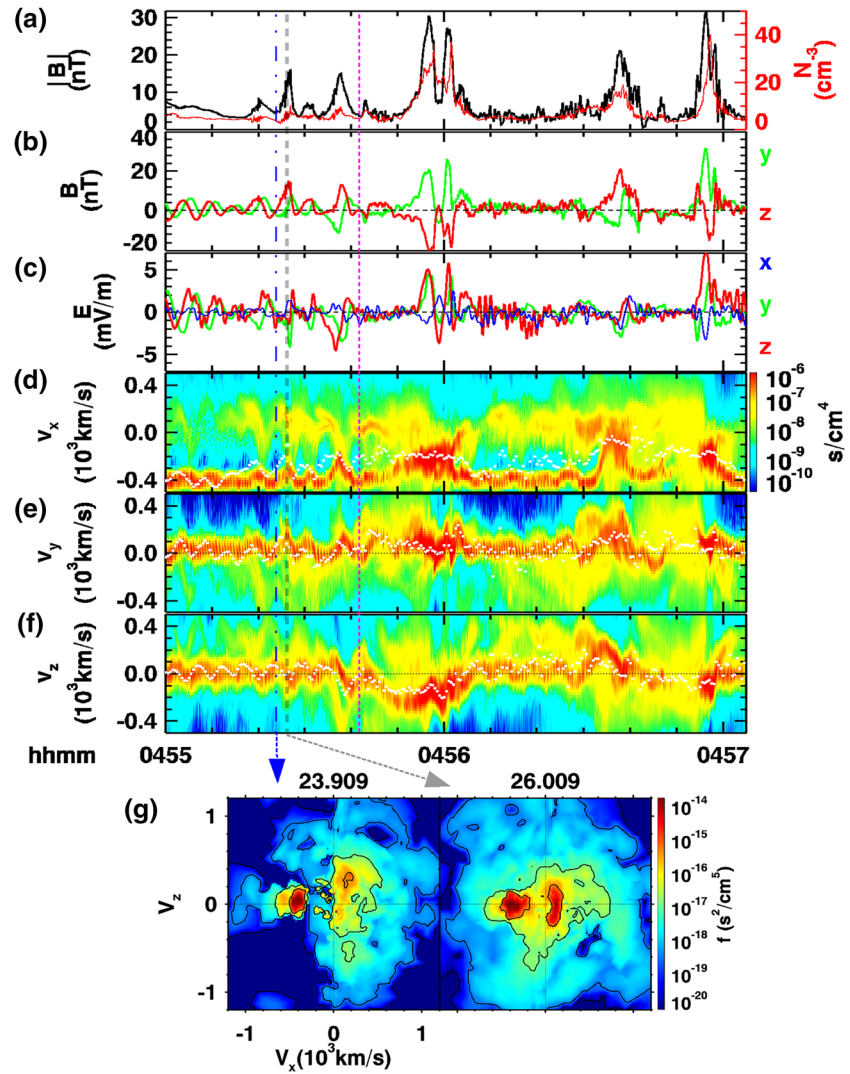 (a)
|B| (nT)
30
20
10
0
40
20
0
N⁻³ (cm⁻³)
(b)
B (nT)
40
20
0
-20
y
z
(c)
E (mV/m)
5
0
-5
x
y
z
(d)
Vx (10³km/s)
0.4
0.0
-0.4
10⁻⁶
10⁻⁷
10⁻⁸
10⁻⁹
10⁻¹⁰
s/cm⁴
(e)
Vy (10³km/s)
0.4
0.0
-0.4
(f)
Vz (10³km/s)
0.4
0.0
-0.4
hhmm 0455 0456 0457
23.909 26.009
(g)
Vz
1
0
-1
-1 0 1
Vx(10³km/s)
10⁻¹⁴
10⁻¹⁵
10⁻¹⁶
10⁻¹⁷
10⁻¹⁸
10⁻¹⁹
10⁻²⁰
f (s²/cm⁵)